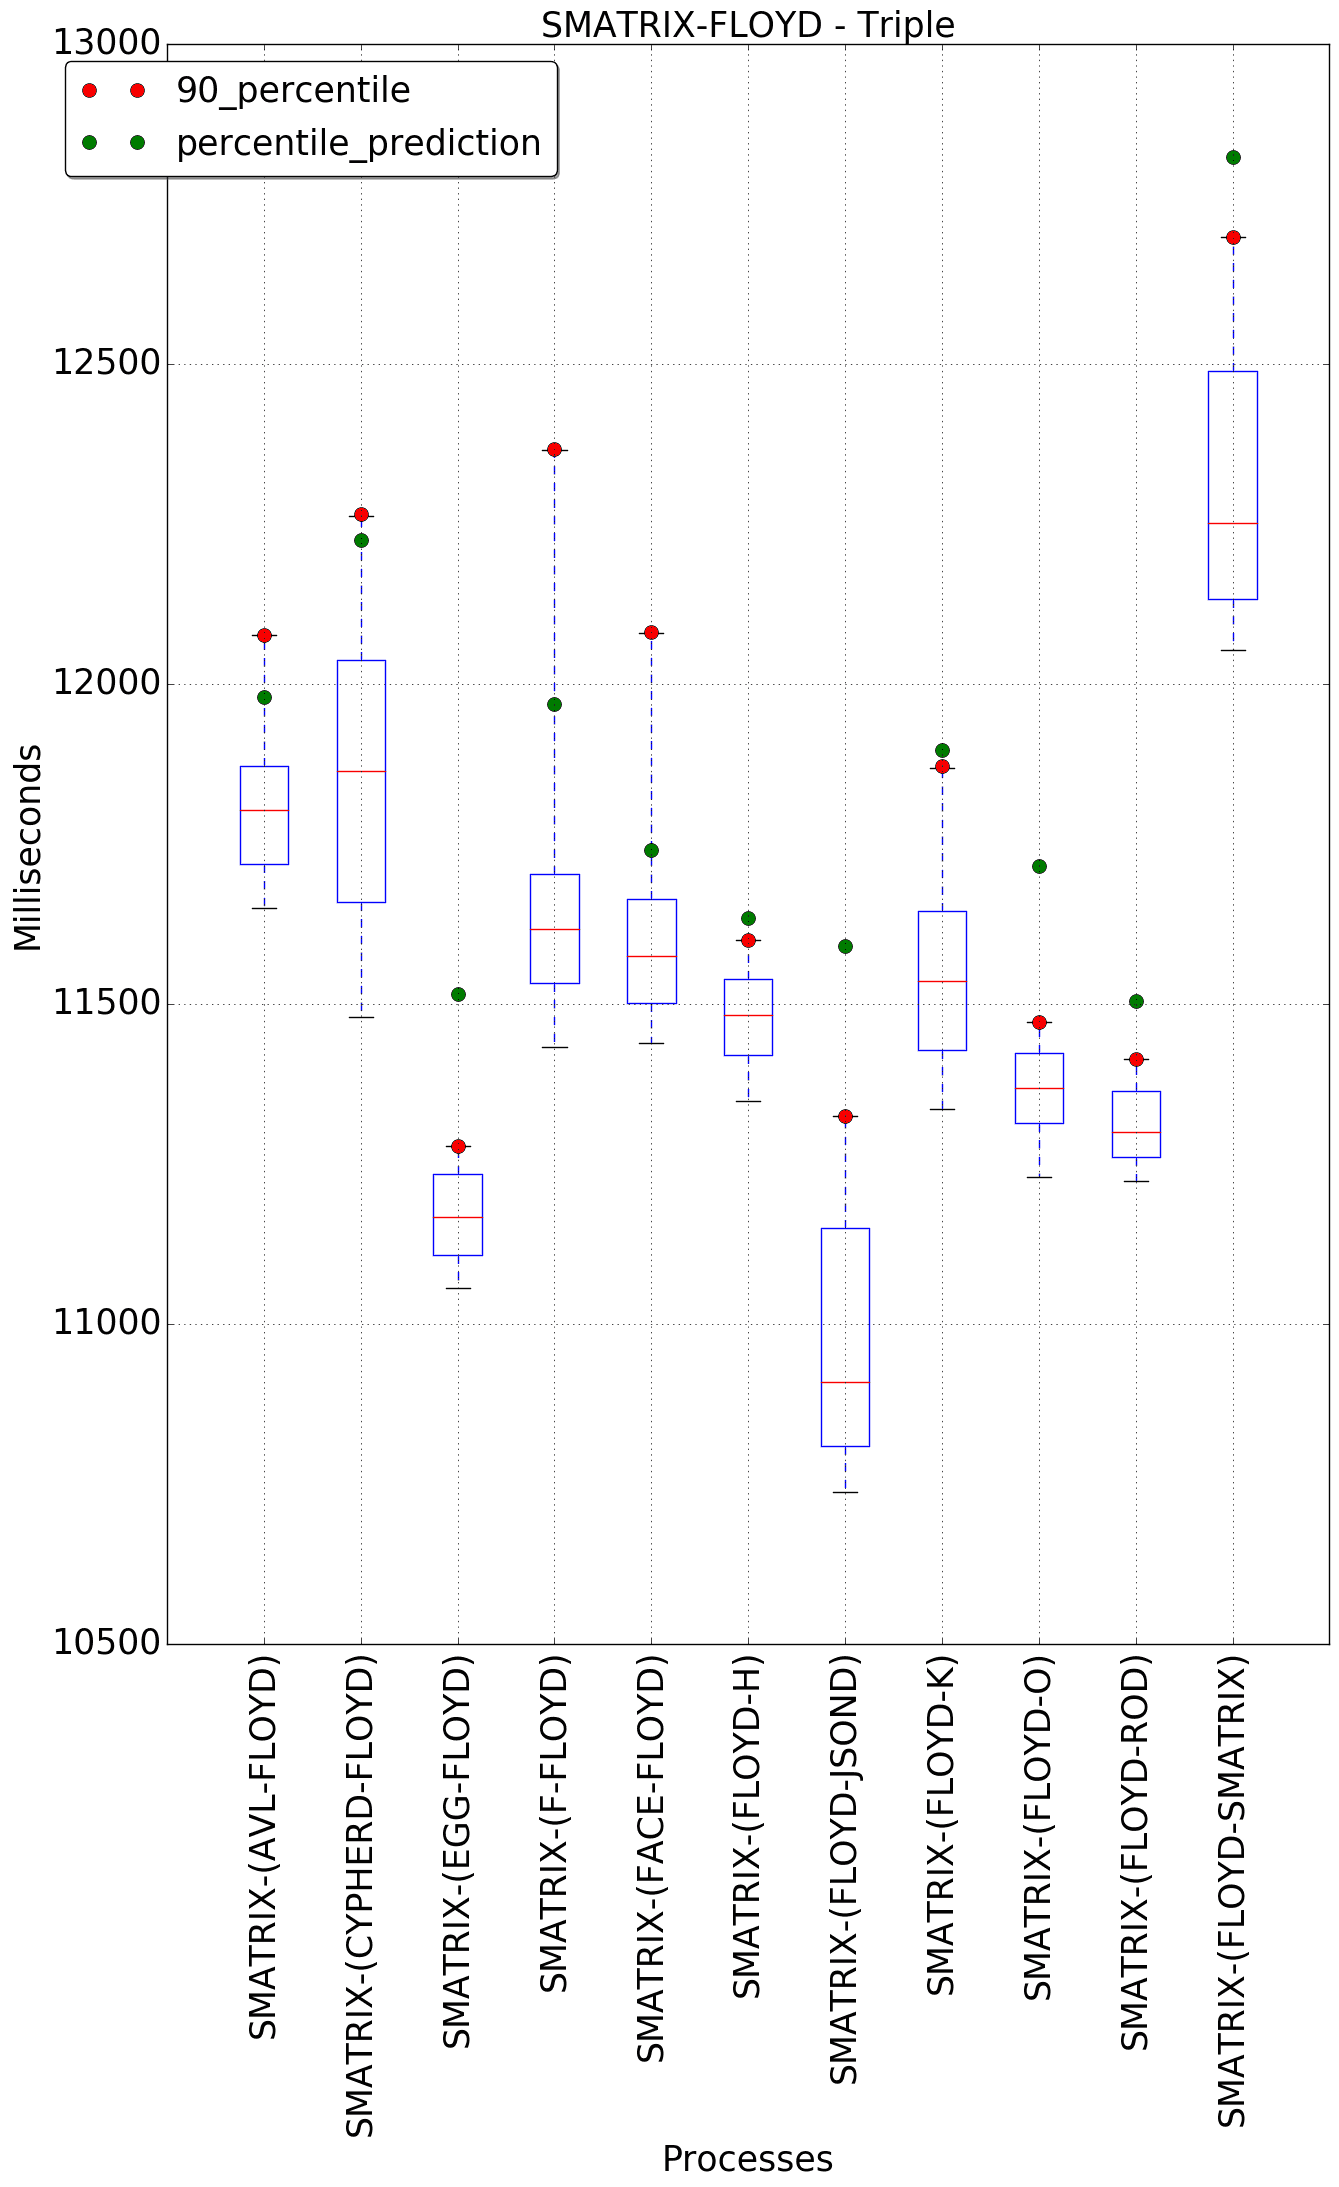 SMATRIX-FLOYD - Triple
13000
90_percentile
percentile_prediction
12500
12000
11500
11000
10500
Milliseconds
SMATRIX-(AVL-FLOYD)
SMATRIX-(CYPHERD-FLOYD)
SMATRIX-(EGG-FLOYD)
SMATRIX-(F-FLOYD)
SMATRIX-(FACE-FLOYD)
SMATRIX-(FLOYD-H)
SMATRIX-(FLOYD-JSOND)
SMATRIX-(FLOYD-K)
SMATRIX-(FLOYD-O)
SMATRIX-(FLOYD-ROD)
SMATRIX-(FLOYD-SMATRIX)
Processes